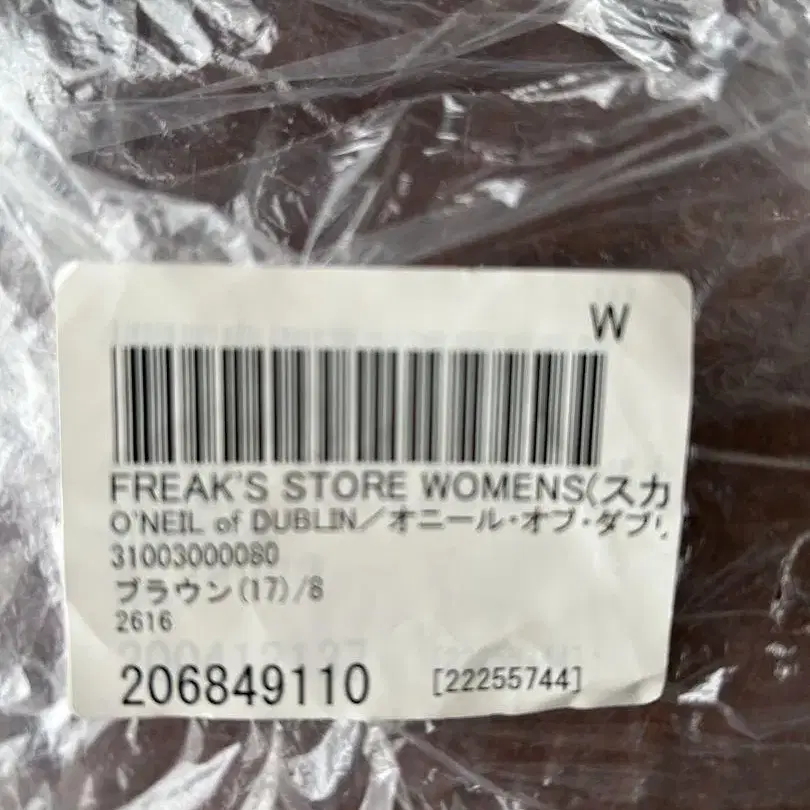 W
FREAK'S STORE WOMENS(スカ
O'NEIL of DUBLIN／オニール・オブ・ダブリ
31003000080
ブラウン(17)/8
2616
206849110 [22255744]